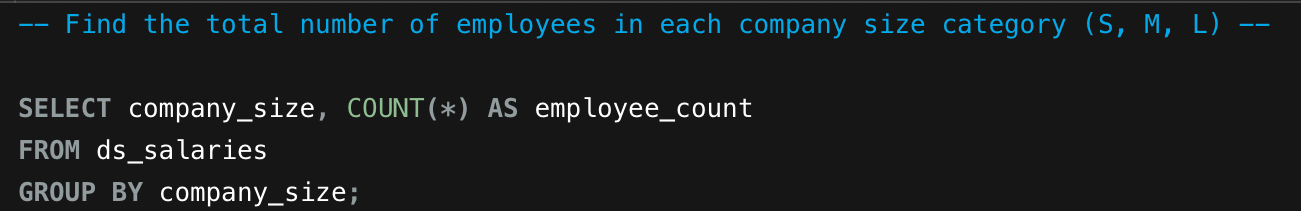 -- Find the total number of employees in each company size category (S, M, L) --
SELECT company_size, COUNT(*) AS employee_count
FROM ds_salaries
GROUP BY company_size;